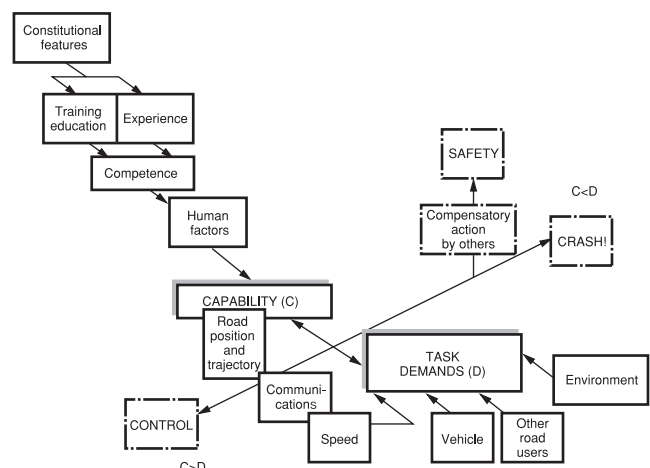 Constitutional
features
Training
education
Experience
Competence
Human
factors
SAFETY
Compensatory
action
by others
C<D
CRASH!
CAPABILITY (C)
Road
position
and
trajectory
TASK
DEMANDS (D)
Communi-
cations
Environment
CONTROL
Speed
Vehicle
Other
road
users
C>D